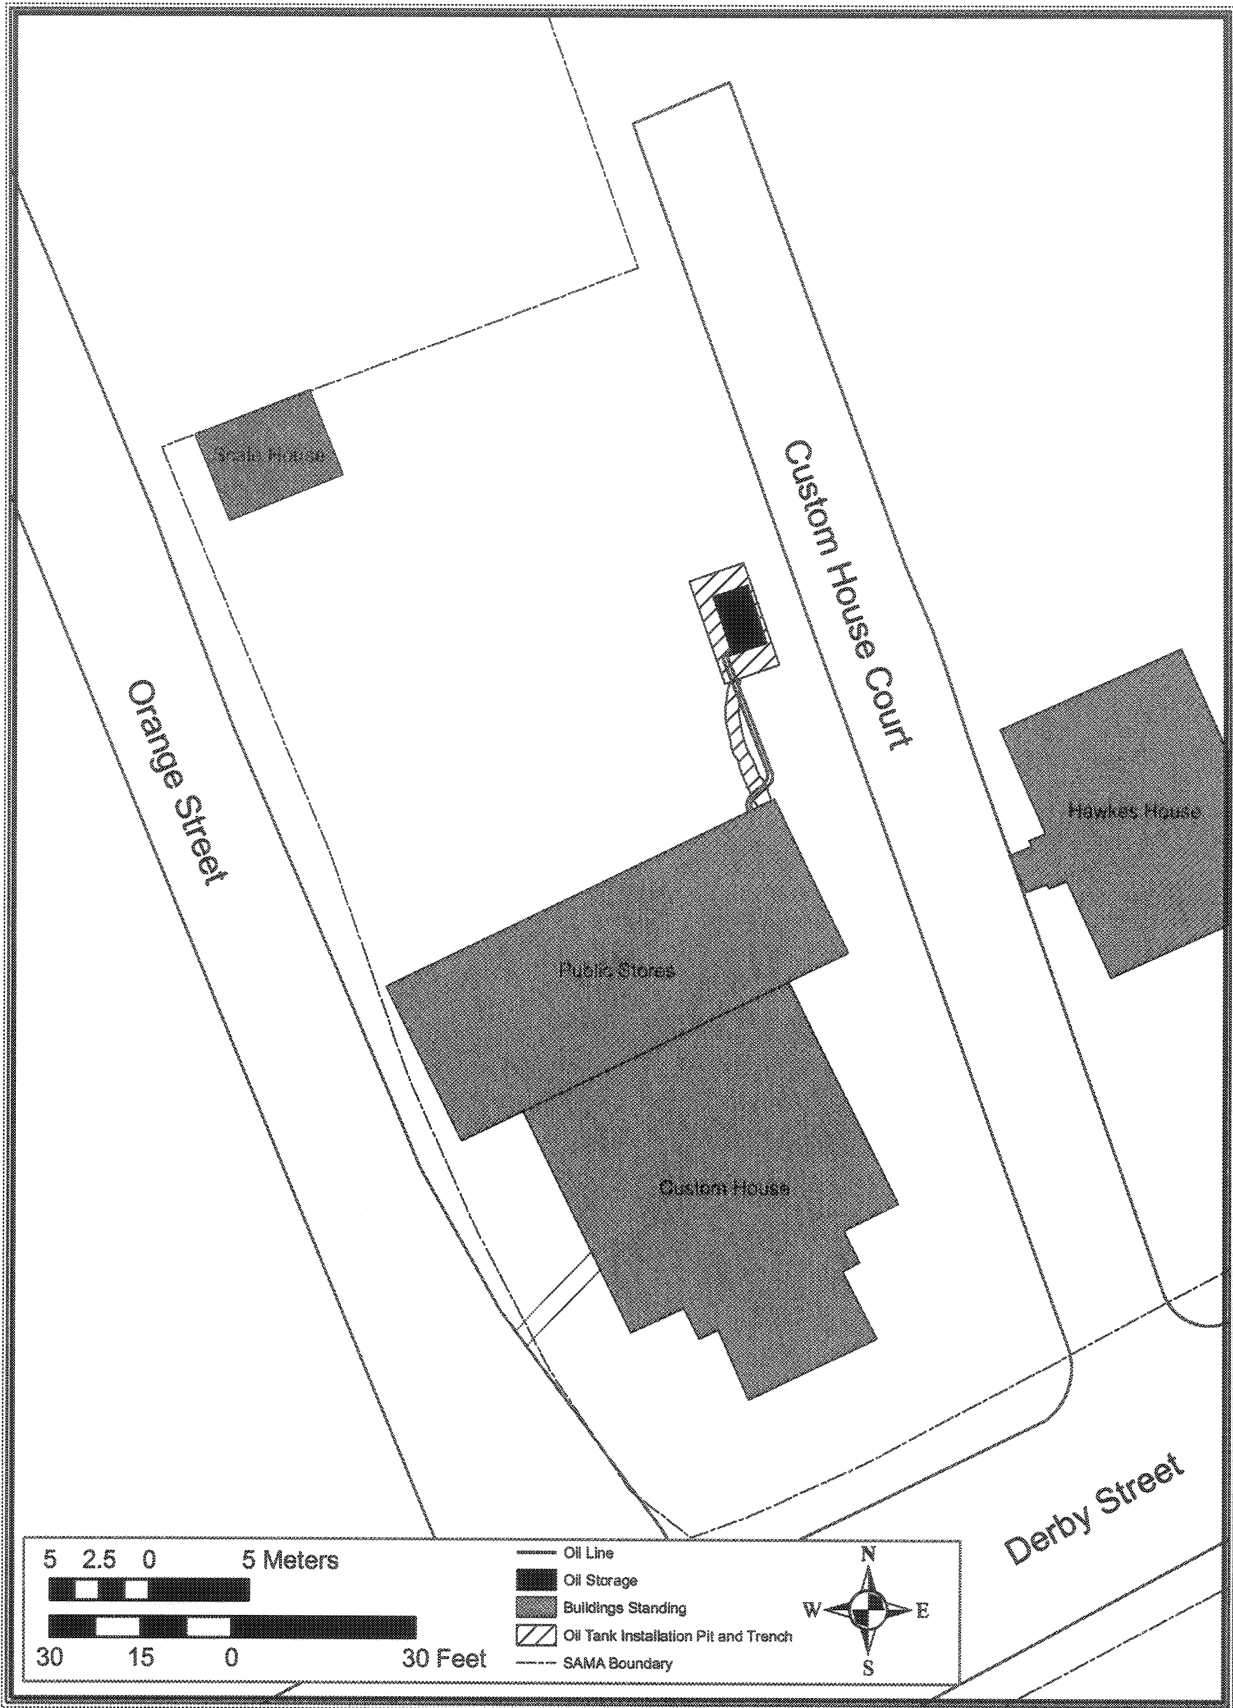 Scale House
Custom House Court
Orange Street
Hawkes House
Public Stores
Custom House
Derby Street
5 2.5 0 5 Meters
30 15 0 30 Feet
Oil Line
Oil Storage
Buildings Standing
Oil Tank Installation Pit and Trench
SAMA Boundary
N
W E
S